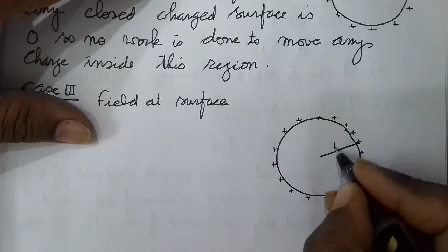 any closed charged surface is
0 so no work is done to move any
charge inside this region.
Case III Field at surface